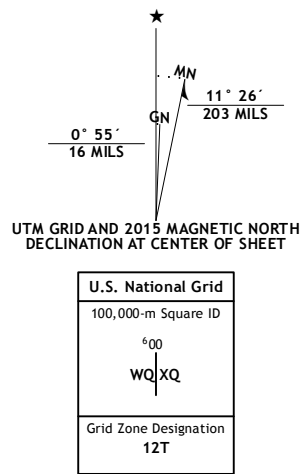 ★
MN
GN
11° 26´
203 MILS
0° 55´
16 MILS
UTM GRID AND 2015 MAGNETIC NORTH
DECLINATION AT CENTER OF SHEET
U.S. National Grid
100,000-m Square ID
⁶00
WQ XQ
Grid Zone Designation
12T